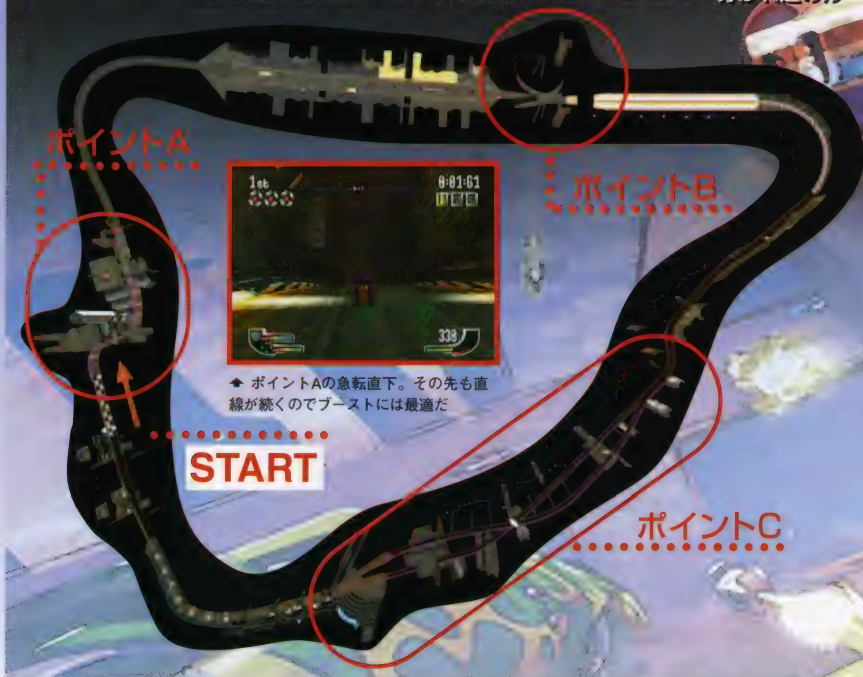 ポイントA
1st
0:01:61
338
⬆ ポイントAの急転直下。その先も直
線が続くのでブーストには最適だ
START
ポイントB
ポイントC